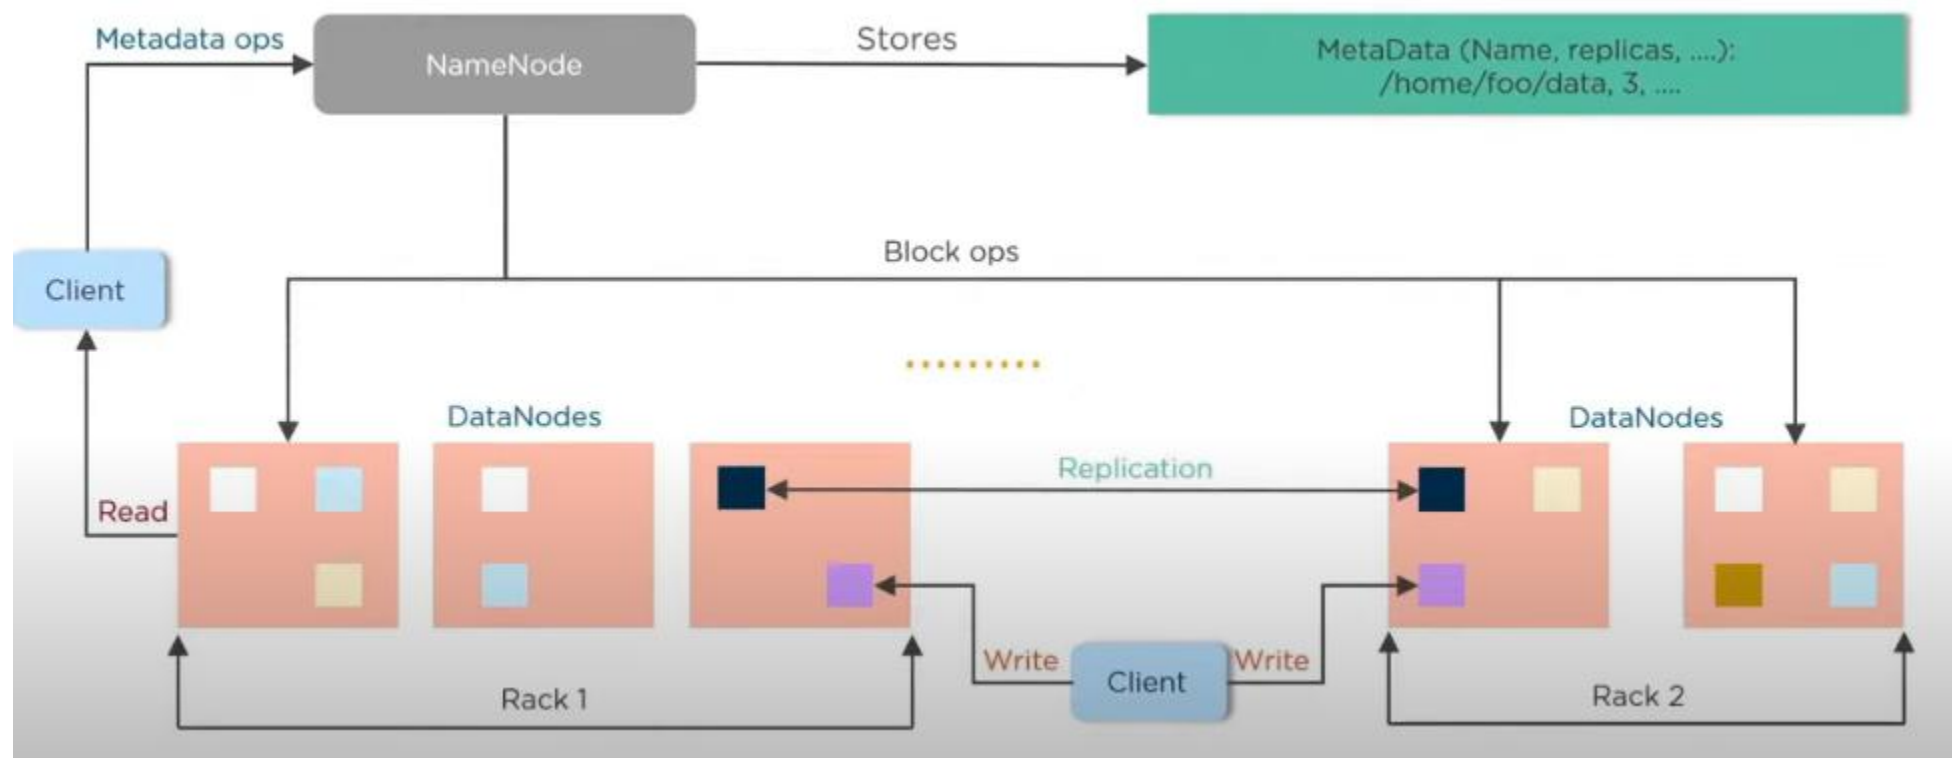 Metadata ops
NameNode
Stores
MetaData (Name, replicas, ....):
/home/foo/data, 3, ....
Client
Block ops
DataNodes
DataNodes
Replication
Read
Write
Client
Write
Rack 1
Rack 2